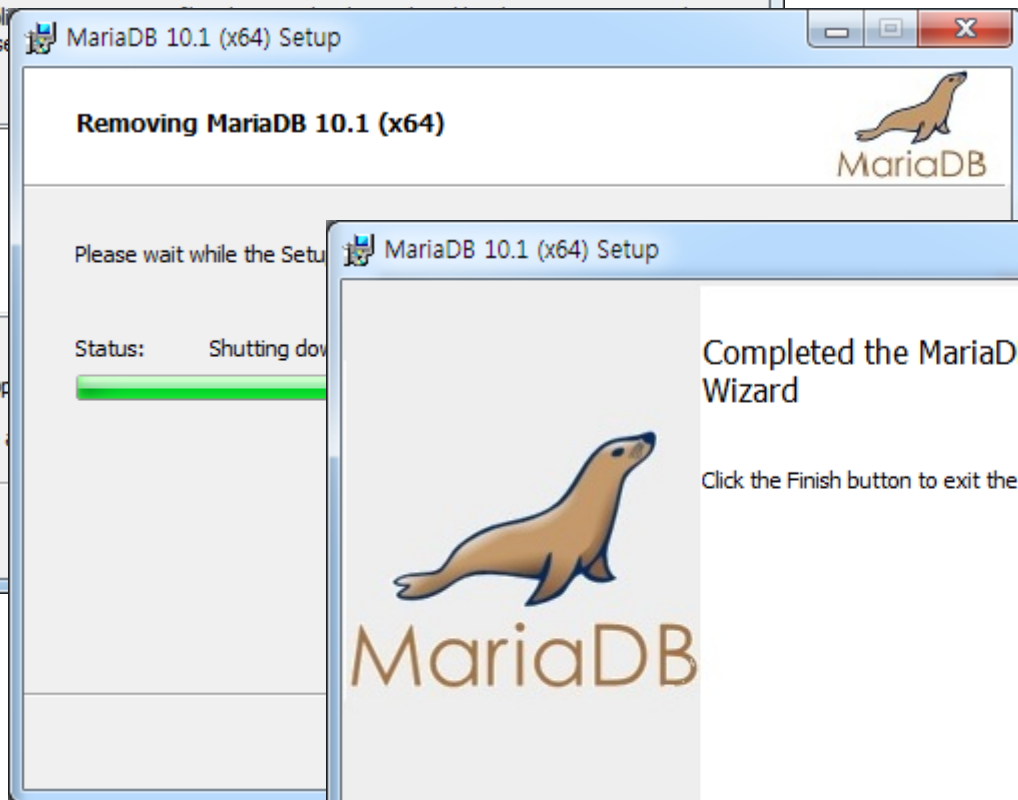 MariaDB 10.1 (x64) Setup
Removing MariaDB 10.1 (x64)
MariaDB
Please wait while the Setu
Status: Shutting dow
MariaDB 10.1 (x64) Setup
Completed the MariaD
Wizard
Click the Finish button to exit the
MariaDB